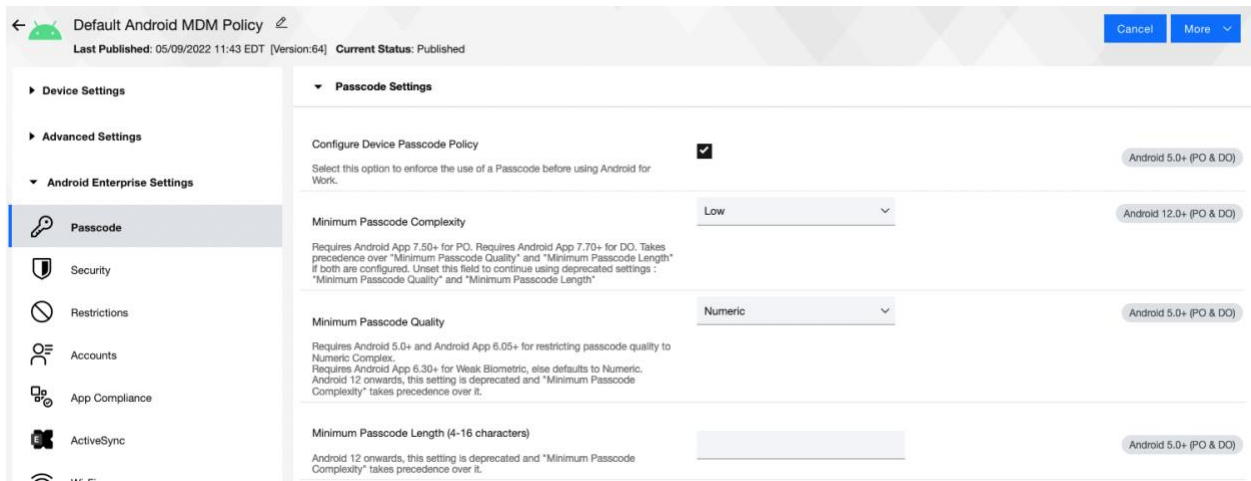 Default Android MDM Policy
Last Published: 05/09/2022 11:43 EDT [Version:64] Current Status: Published
Cancel
More
Device Settings
Advanced Settings
Android Enterprise Settings
Passcode
Security
Restrictions
Accounts
App Compliance
ActiveSync
Passcode Settings
Configure Device Passcode Policy
Select this option to enforce the use of a Passcode before using Android for
Work.
Android 5.0+ (PO & DO)
Minimum Passcode Complexity
Low
Android 12.0+ (PO & DO)
Requires Android App 7.50+ for PO. Requires Android App 7.70+ for DO. Takes
precedence over "Minimum Passcode Quality" and "Minimum Passcode Length"
if both are configured. Unset this field to continue using deprecated settings :
"Minimum Passcode Quality" and "Minimum Passcode Length"
Minimum Passcode Quality
Numeric
Android 5.0+ (PO & DO)
Requires Android 5.0+ and Android App 6.05+ for restricting passcode quality to
Numeric Complex.
Requires Android App 6.30+ for Weak Biometric, else defaults to Numeric.
Android 12 onwards, this setting is deprecated and "Minimum Passcode
Complexity" takes precedence over it.
Minimum Passcode Length (4-16 characters)
Android 12 onwards, this setting is deprecated and "Minimum Passcode
Complexity" takes precedence over it.
Android 5.0+ (PO & DO)